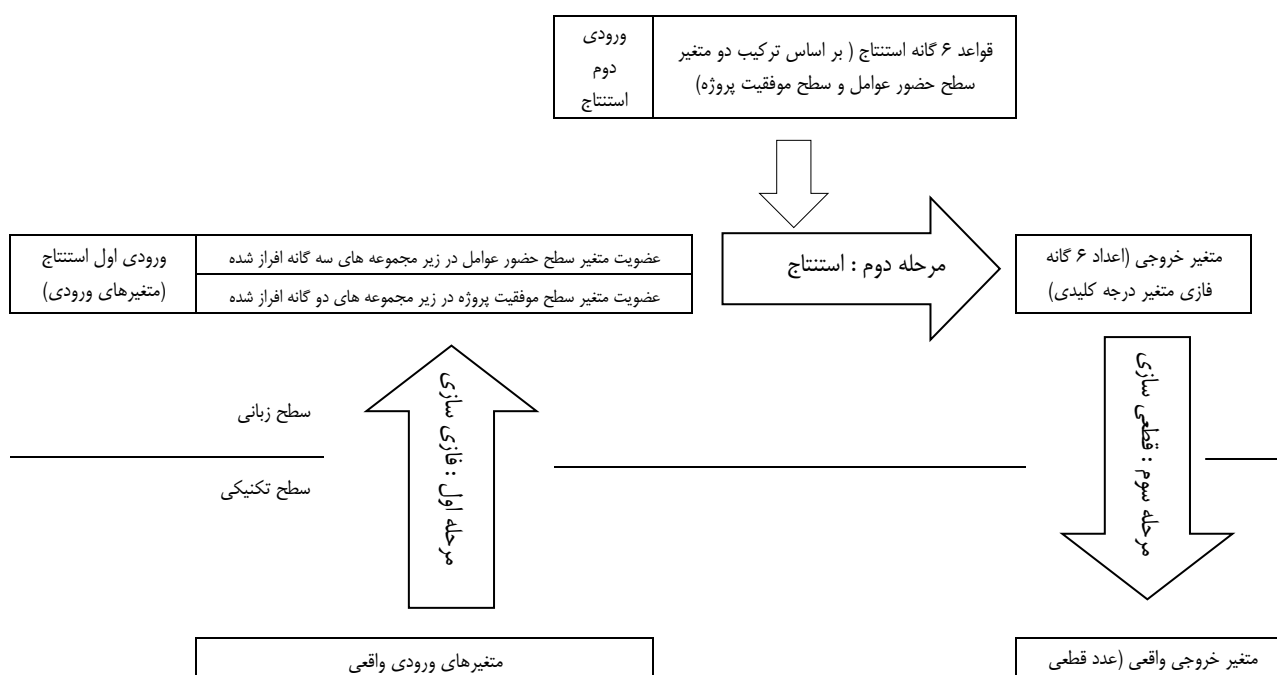 ورودی
دوم
استنتاج
قواعد ۶ گانه استنتاج ( بر اساس ترکیب دو متغیر
سطح حضور عوامل و سطح موفقیت پروژه)
ورودی اول استنتاج
(متغیرهای ورودی)
عضویت متغیر سطح حضور عوامل در زیر مجموعه های سه گانه افراز شده
عضویت متغیر سطح موفقیت پروژه در زیر مجموعه های دو گانه افراز شده
مرحله دوم : استنتاج
متغیر خروجی (اعداد ۶ گانه
فازی متغیر درجه کلیدی)
مرحله اول : فازی سازی
مرحله سوم : قطعی سازی
سطح زبانی
سطح تکنیکی
متغیرهای ورودی واقعی
متغیر خروجی واقعی (عدد قطعی